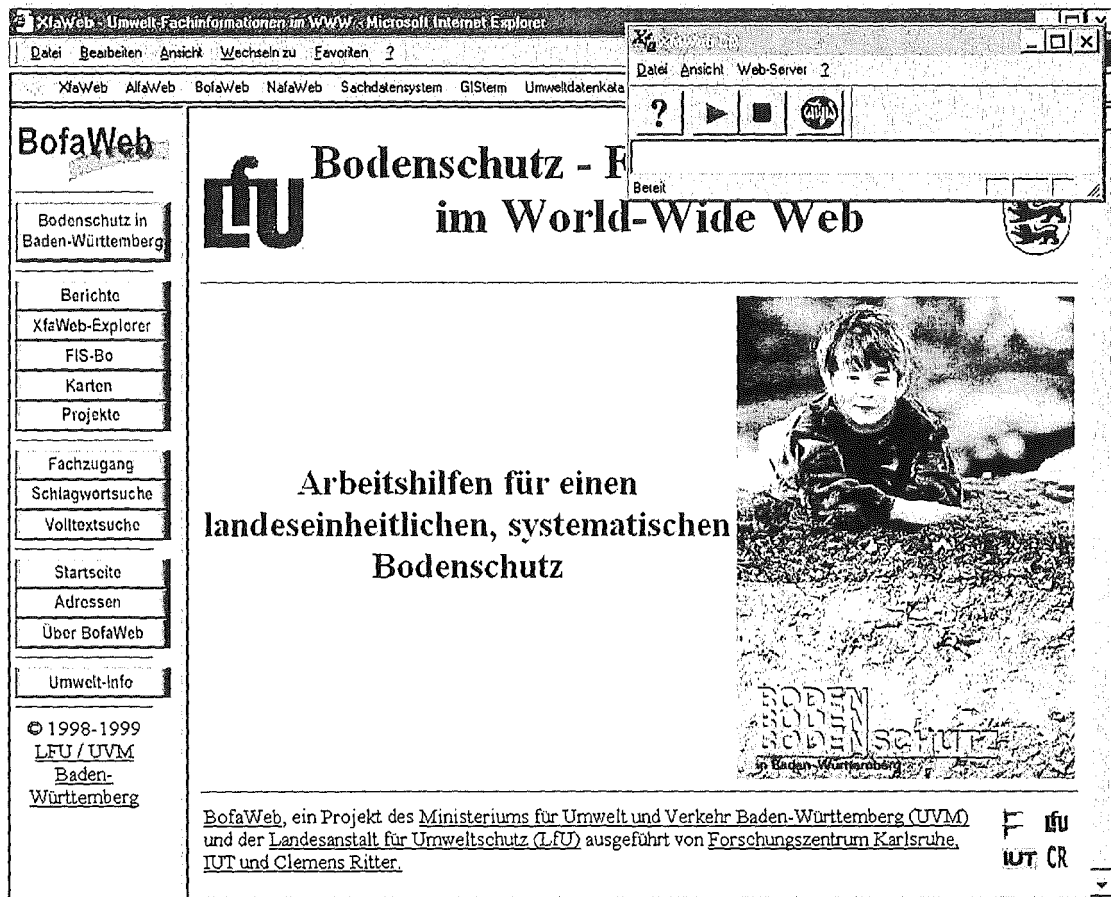 XfaWeb - Umwelt-Fachinformationen im WWW - Microsoft Internet Explorer
Datei Bearbeiten Ansicht Wechseln zu Favoriten ?
XfaWeb AlfaWeb BofaWeb NafaWeb Sachdatensystem GISterm Umweltdatenkata
Xfa
Datei Ansicht Web-Server ?
?
Bereit
BofaWeb
Bodenschutz in
Baden-Württemberg
Berichte
XfaWeb-Explorer
FIS-Bo
Karten
Projekte
Fachzugang
Schlagwortsuche
Volltextsuche
Startseite
Adressen
Über BofaWeb
Umwelt-Info
© 1998-1999
LFU / UVM
Baden-
Württemberg
LfU
Bodenschutz - F
im World-Wide Web
Arbeitshilfen für einen
landeseinheitlichen, systematischen
Bodenschutz
BODEN
BODEN
BODENSCHUTZ
in Baden-Württemberg
BofaWeb, ein Projekt des Ministeriums für Umwelt und Verkehr Baden-Württemberg (UVM)
und der Landesanstalt für Umweltschutz (LfU) ausgeführt von Forschungszentrum Karlsruhe,
IUT und Clemens Ritter.
LfU
IUT CR